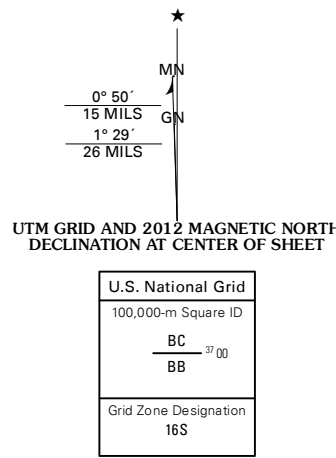 ★
MN
0° 50´
15 MILS
GN
1° 29´
26 MILS
UTM GRID AND 2012 MAGNETIC NORTH
DECLINATION AT CENTER OF SHEET
U.S. National Grid
100,000-m Square ID
BC
37 00
BB
Grid Zone Designation
16S